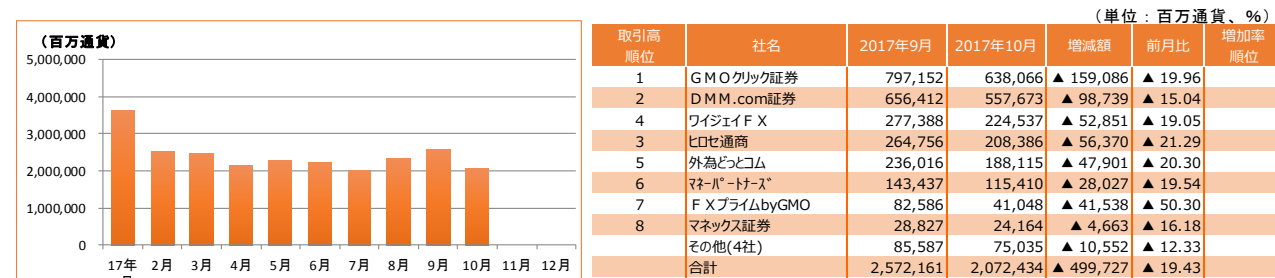 （単位：百万通貨、%）
（百万通貨）
5,000,000
4,000,000
3,000,000
2,000,000
1,000,000
0
17年 2月 3月 4月 5月 6月 7月 8月 9月 10月 11月 12月
取引高順位 社名 2017年9月 2017年10月 増減額 前月比 増加率順位
1 ＧＭＯクリック証券 797,152 638,066 ▲ 159,086 ▲ 19.96
2 ＤＭＭ.com証券 656,412 557,673 ▲ 98,739 ▲ 15.04
4 ワイジェイＦＸ 277,388 224,537 ▲ 52,851 ▲ 19.05
3 ヒロセ通商 264,756 208,386 ▲ 56,370 ▲ 21.29
5 外為どっとコム 236,016 188,115 ▲ 47,901 ▲ 20.30
6 ﾏﾈｰﾊﾟｰﾄﾅｰｽﾞ 143,437 115,410 ▲ 28,027 ▲ 19.54
7 ＦＸプライムbyGMO 82,586 41,048 ▲ 41,538 ▲ 50.30
8 マネックス証券 28,827 24,164 ▲ 4,663 ▲ 16.18
その他(4社) 85,587 75,035 ▲ 10,552 ▲ 12.33
合計 2,572,161 2,072,434 ▲ 499,727 ▲ 19.43